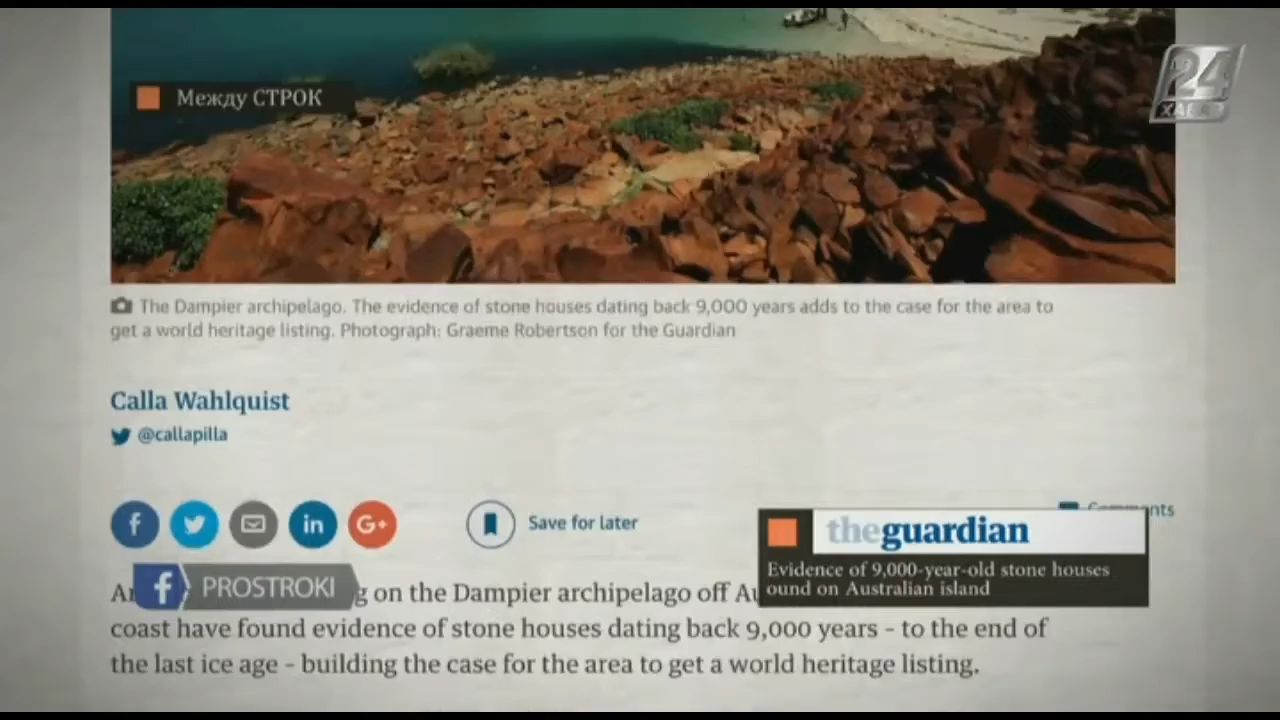 Между СТРОК
24
The Dampier archipelago. The evidence of stone houses dating back 9,000 years adds to the case for the area to
get a world heritage listing. Photograph: Graeme Robertson for the Guardian
Calla Wahlquist
@callapilla
f
in
G+
Save for later
Comments
theguardian
Evidence of 9,000-year-old stone houses
ound on Australian island
f PROSTROKI
g on the Dampier archipelago off
coast have found evidence of stone houses dating back 9,000 years – to the end of
the last ice age – building the case for the area to get a world heritage listing.